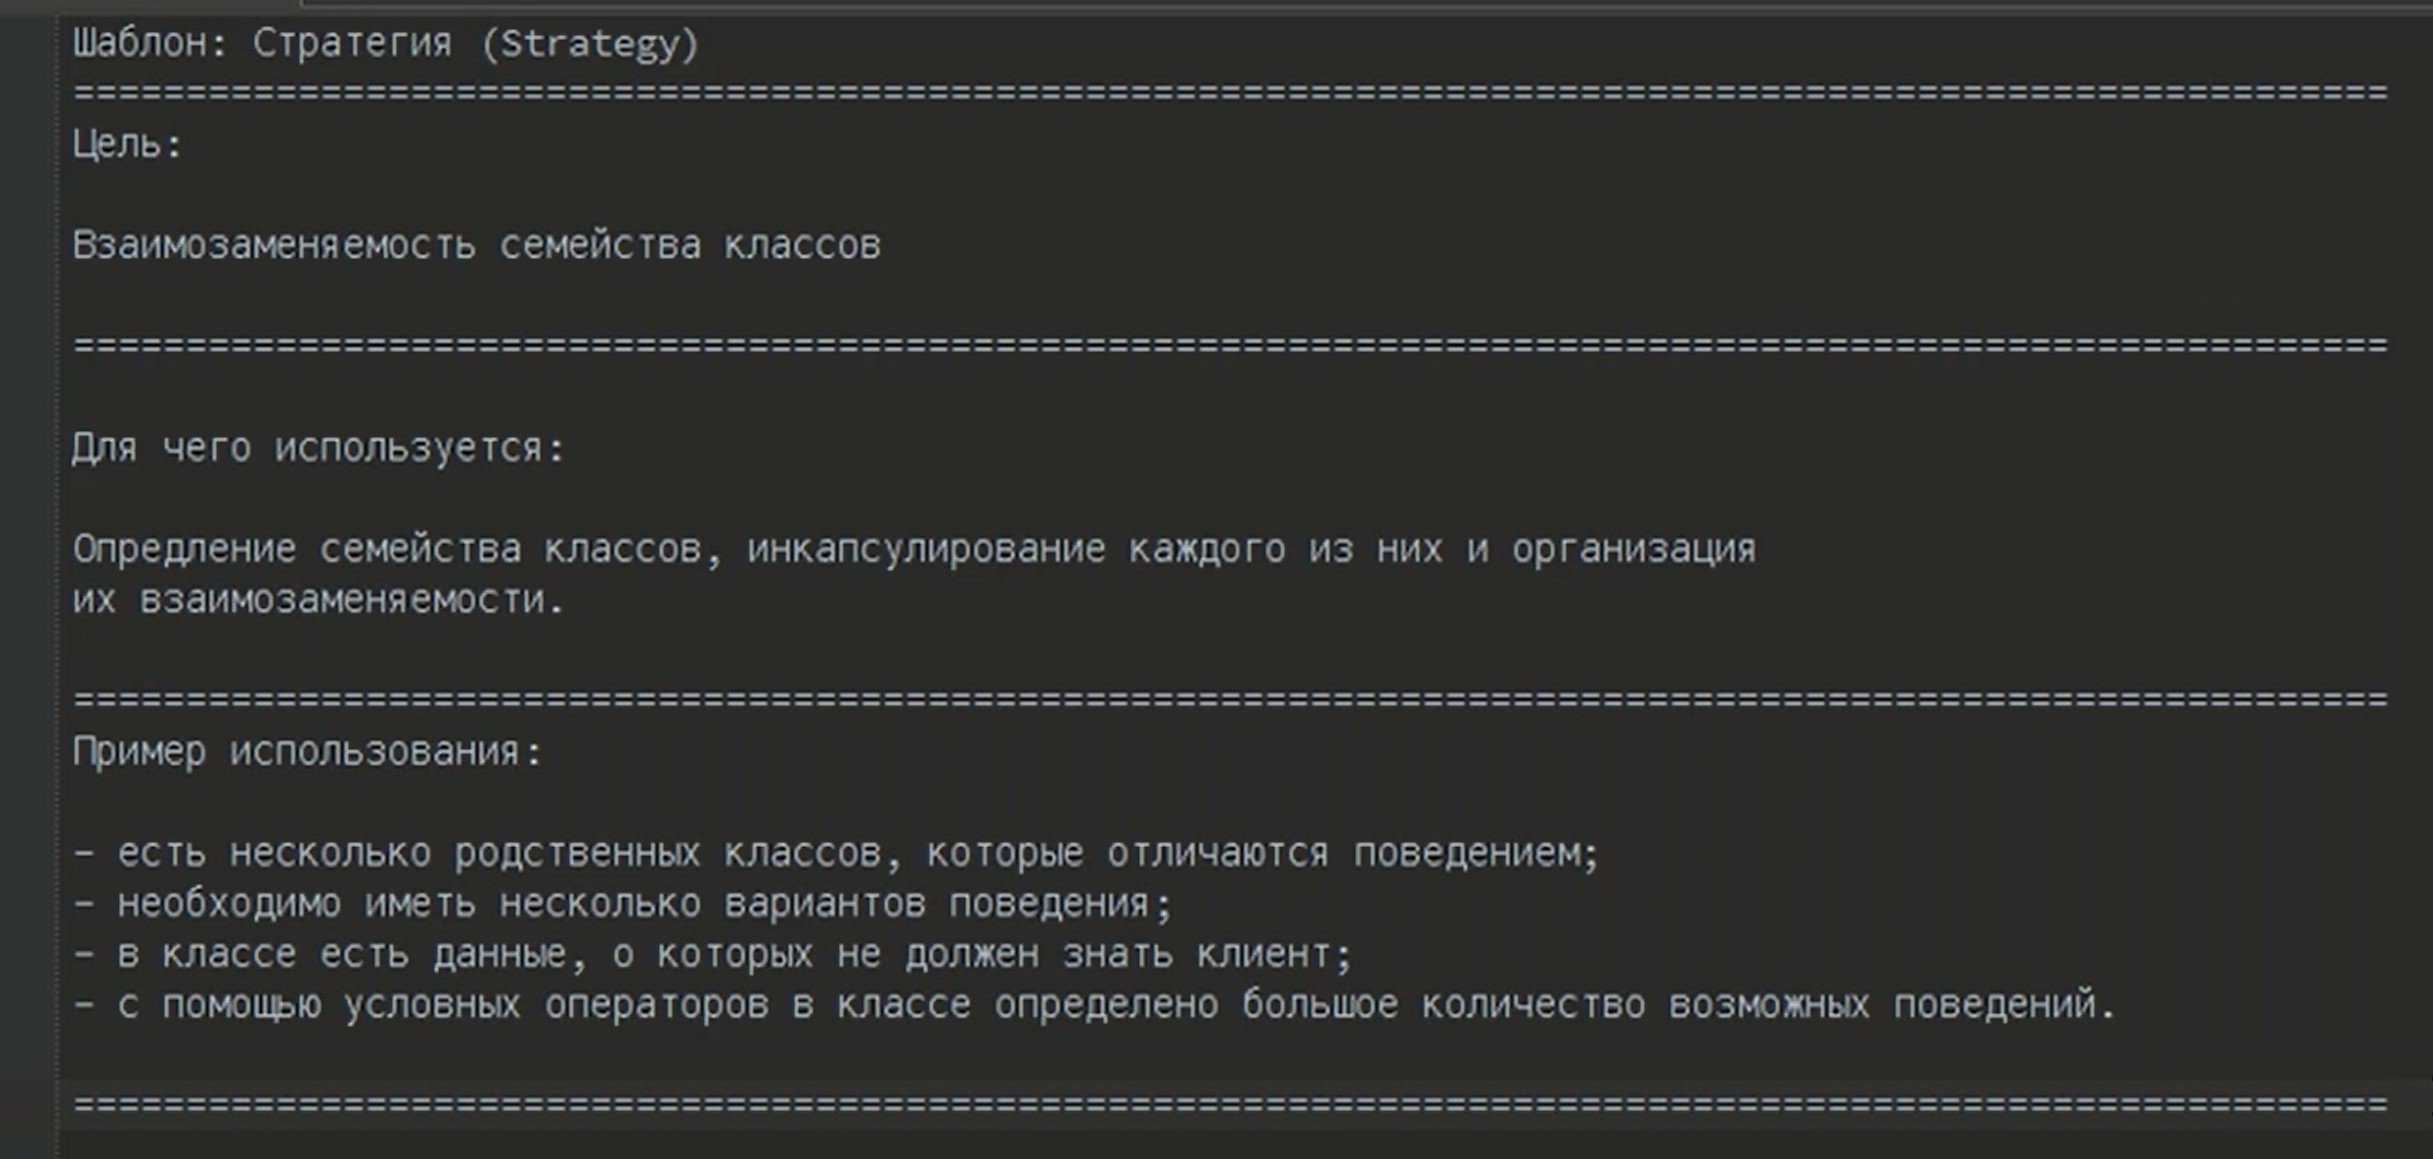 Шаблон: Стратегия (Strategy)
=======================================================================================================
Цель:
Взаимозаменяемость семейства классов
=======================================================================================================
Для чего используется:
Опредление семейства классов, инкапсулирование каждого из них и организация
их взаимозаменяемости.
=======================================================================================================
Пример использования:
- есть несколько родственных классов, которые отличаются поведением;
- необходимо иметь несколько вариантов поведения;
- в классе есть данные, о которых не должен знать клиент;
- с помощью условных операторов в классе определено большое количество возможных поведений.
=======================================================================================================